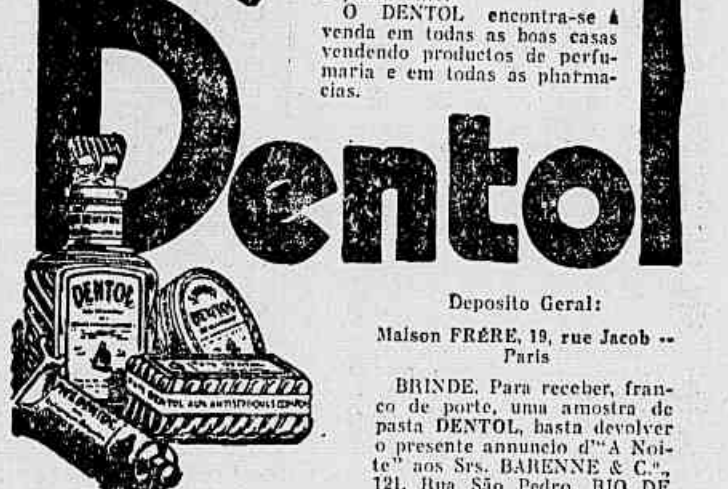 O DENTOL encontra-se á
venda em todas as boas casas
vendendo productos de perfu-
maria e em todas as pharma-
cias.
Dentol
DENTOL
DENTOL
Deposito Geral:
Maison FRÈRE, 19, rue Jacob --
Paris
BRINDE. Para receber, fran-
co de porte, uma amostra de
pasta DENTOL, basta devolver
o presente annuncio d'"A Noi-
te" aos Srs. BARENNE & C.ª.,
121, Rua São Pedro, RIO DE